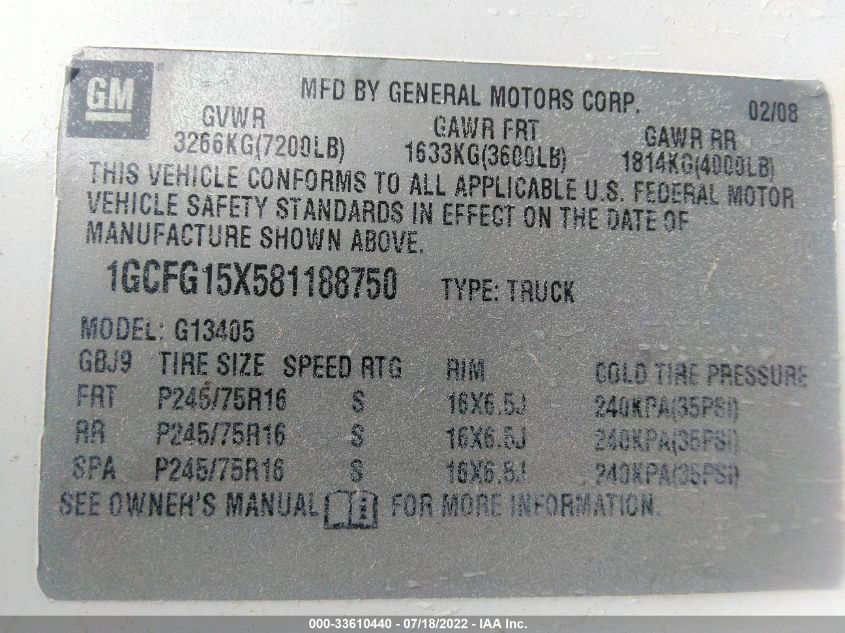 GM ®
MFD BY GENERAL MOTORS CORP. 02/08
GVWR GAWR FRT GAWR RR
3266KG(7200LB) 1633KG(3600LB) 1814KG(4000LB)
THIS VEHICLE CONFORMS TO ALL APPLICABLE U.S. FEDERAL MOTOR
VEHICLE SAFETY STANDARDS IN EFFECT ON THE DATE OF
MANUFACTURE SHOWN ABOVE.
1GCFG15X581188750 TYPE: TRUCK
MODEL: G13405
GBJ9 TIRE SIZE SPEED RTG RIM COLD TIRE PRESSURE
FRT P245/75R16 S 16X6.5J 240KPA(35PSI)
RR P245/75R16 S 16X6.5J 240KPA(35PSI)
SPA P245/75R16 S 16X6.5J 240KPA(35PSI)
SEE OWNER'S MANUAL FOR MORE INFORMATION.
000-33610440 - 07/18/2022 - IAA Inc.